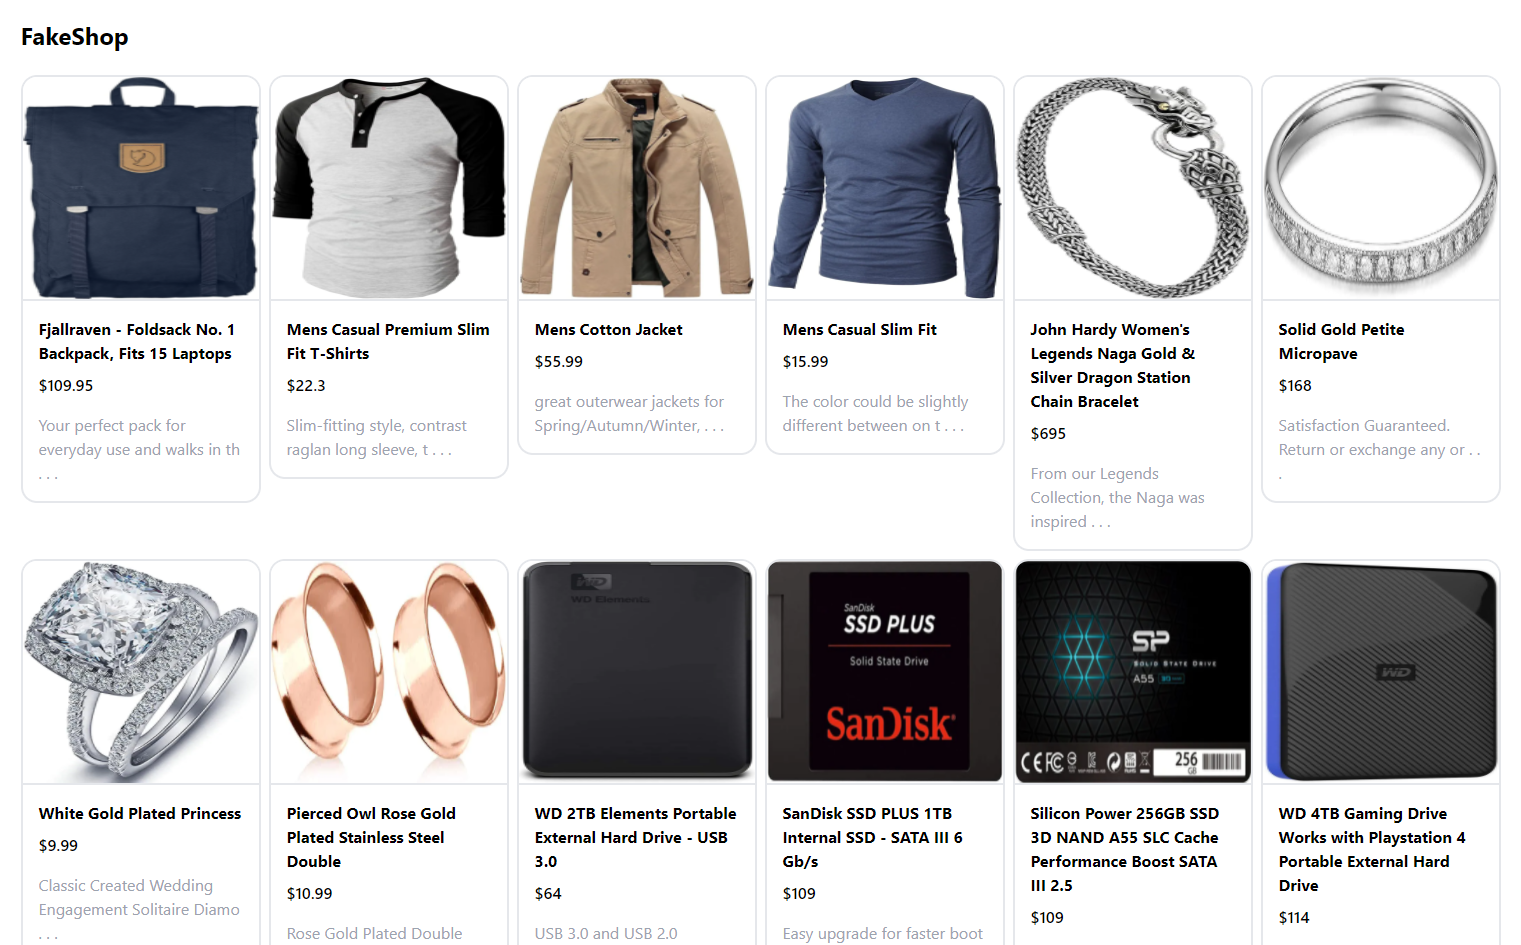 FakeShop
Fjallraven - Foldsack No. 1
Backpack, Fits 15 Laptops
$109.95
Your perfect pack for
everyday use and walks in th
. . .
Mens Casual Premium Slim
Fit T-Shirts
$22.3
Slim-fitting style, contrast
raglan long sleeve, t . . .
Mens Cotton Jacket
$55.99
great outerwear jackets for
Spring/Autumn/Winter, . . .
Mens Casual Slim Fit
$15.99
The color could be slightly
different between on t . . .
John Hardy Women's
Legends Naga Gold &
Silver Dragon Station
Chain Bracelet
$695
From our Legends
Collection, the Naga was
inspired . . .
Solid Gold Petite
Micropave
$168
Satisfaction Guaranteed.
Return or exchange any or . .
.
White Gold Plated Princess
$9.99
Classic Created Wedding
Engagement Solitaire Diamo
. . .
Pierced Owl Rose Gold
Plated Stainless Steel
Double
$10.99
Rose Gold Plated Double
WD
WD Elements
WD 2TB Elements Portable
External Hard Drive - USB
3.0
$64
USB 3.0 and USB 2.0
SanDisk
SSD PLUS
Solid State Drive
SanDisk
SanDisk SSD PLUS 1TB
Internal SSD - SATA III 6
Gb/s
$109
Easy upgrade for faster boot
SP
SOLID STATE DRIVE
A55
256
GB
Silicon Power 256GB SSD
3D NAND A55 SLC Cache
Performance Boost SATA
III 2.5
$109
WD
WD 4TB Gaming Drive
Works with Playstation 4
Portable External Hard
Drive
$114